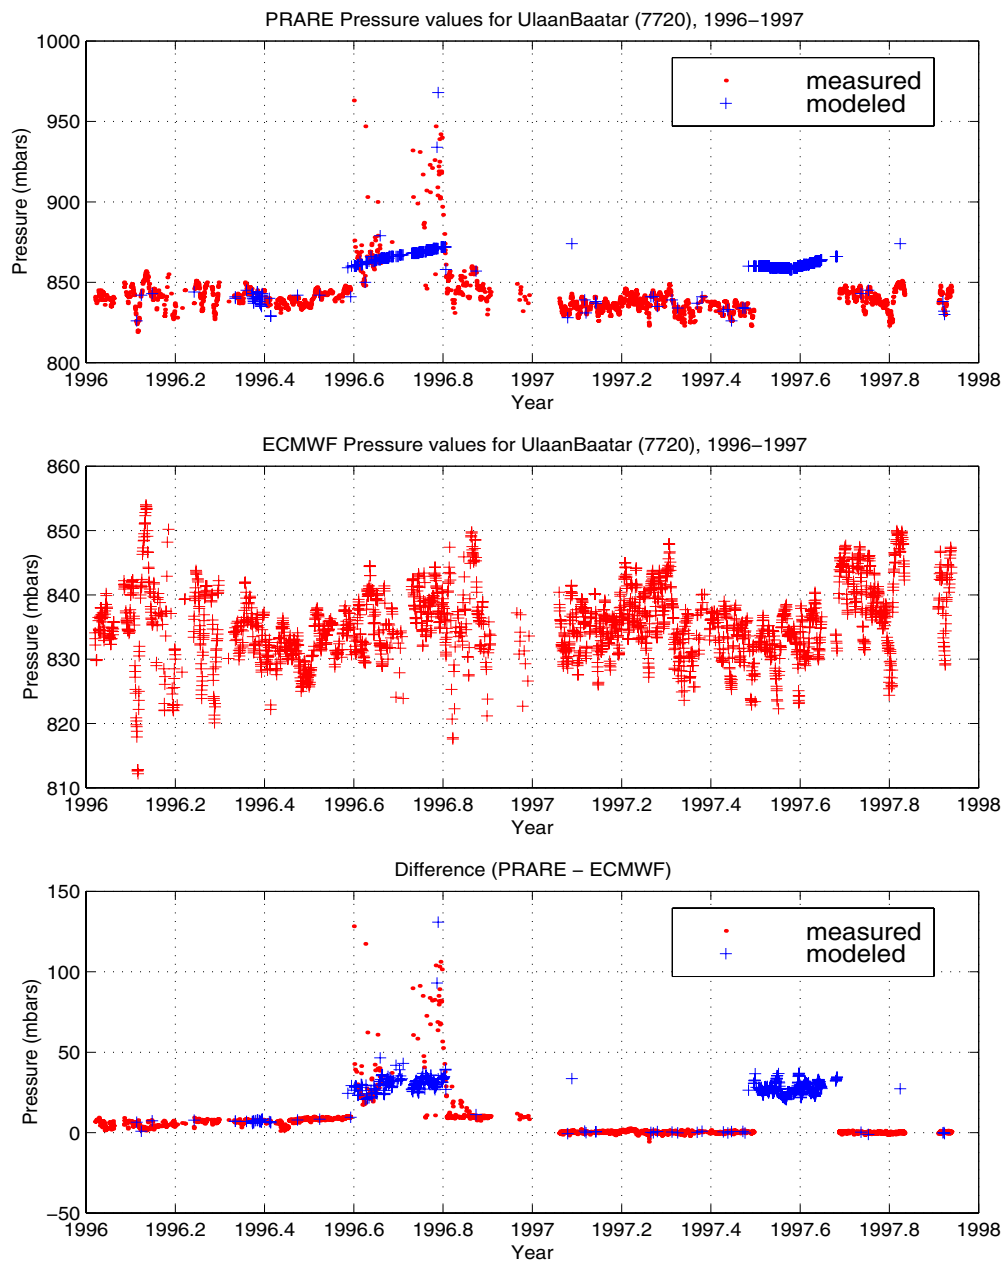 PRARE Pressure values for UlaanBaatar (7720), 1996−1997
1000
950
900
850
800
Pressure (mbars)
measured
modeled
1996 1996.2 1996.4 1996.6 1996.8 1997 1997.2 1997.4 1997.6 1997.8 1998
Year
ECMWF Pressure values for UlaanBaatar (7720), 1996−1997
860
850
840
830
820
810
Pressure (mbars)
1996 1996.2 1996.4 1996.6 1996.8 1997 1997.2 1997.4 1997.6 1997.8 1998
Year
Difference (PRARE − ECMWF)
150
100
50
0
−50
Pressure (mbars)
measured
modeled
1996 1996.2 1996.4 1996.6 1996.8 1997 1997.2 1997.4 1997.6 1997.8 1998
Year